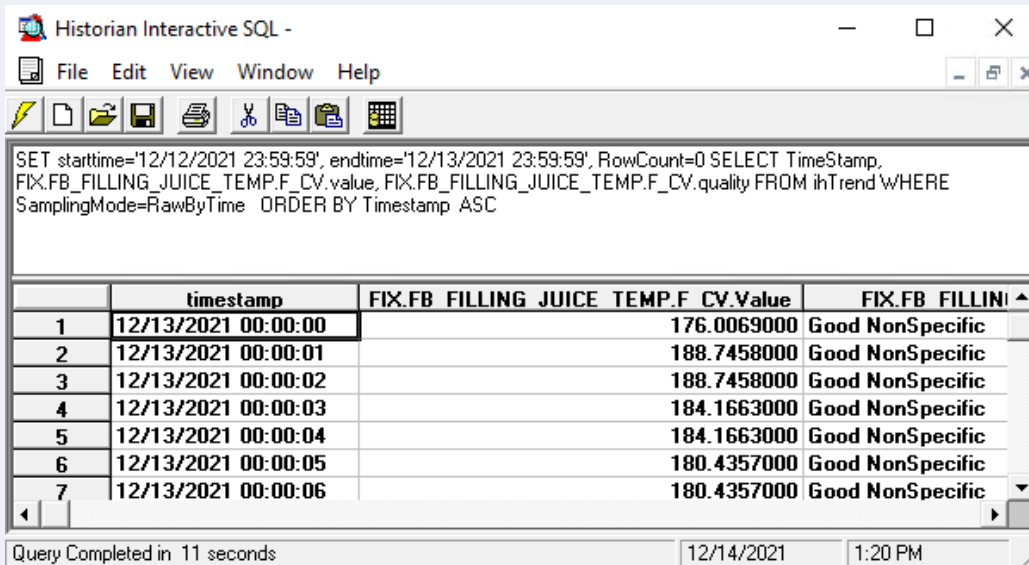 Historian Interactive SQL -
File Edit View Window Help
SET starttime='12/12/2021 23:59:59', endtime='12/13/2021 23:59:59', RowCount=0 SELECT TimeStamp,
FIX.FB_FILLING_JUICE_TEMP.F_CV.value, FIX.FB_FILLING_JUICE_TEMP.F_CV.quality FROM ihTrend WHERE
SamplingMode=RawByTime ORDER BY Timestamp ASC
timestamp FIX.FB_FILLING_JUICE_TEMP.F_CV.Value FIX.FB_FILLIN
1 12/13/2021 00:00:00 176.0069000 Good NonSpecific
2 12/13/2021 00:00:01 188.7458000 Good NonSpecific
3 12/13/2021 00:00:02 188.7458000 Good NonSpecific
4 12/13/2021 00:00:03 184.1663000 Good NonSpecific
5 12/13/2021 00:00:04 184.1663000 Good NonSpecific
6 12/13/2021 00:00:05 180.4357000 Good NonSpecific
7 12/13/2021 00:00:06 180.4357000 Good NonSpecific
Query Completed in 11 seconds 12/14/2021 1:20 PM